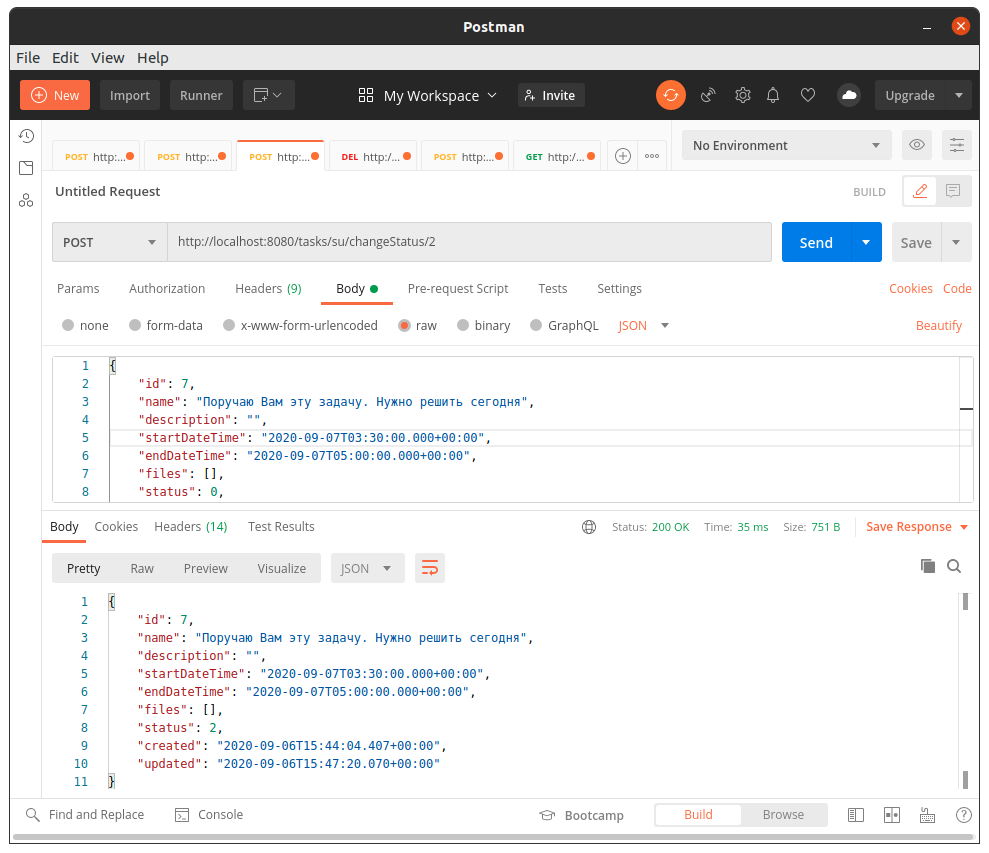 Postman
File Edit View Help
New Import Runner My Workspace Invite Upgrade
POST http:... POST http:... POST http:... DEL http:/... POST http:... GET http:/... No Environment
Untitled Request BUILD
POST http://localhost:8080/tasks/su/changeStatus/2 Send Save
Params Authorization Headers (9) Body Pre-request Script Tests Settings Cookies Code
none form-data x-www-form-urlencoded raw binary GraphQL JSON Beautify
1 {
2 "id": 7,
3 "name": "Поручаю Вам эту задачу. Нужно решить сегодня",
4 "description": "",
5 "startDateTime": "2020-09-07T03:30:00.000+00:00",
6 "endDateTime": "2020-09-07T05:00:00.000+00:00",
7 "files": [],
8 "status": 0,
Body Cookies Headers (14) Test Results Status: 200 OK Time: 35 ms Size: 751 B Save Response
Pretty Raw Preview Visualize JSON
1 {
2 "id": 7,
3 "name": "Поручаю Вам эту задачу. Нужно решить сегодня",
4 "description": "",
5 "startDateTime": "2020-09-07T03:30:00.000+00:00",
6 "endDateTime": "2020-09-07T05:00:00.000+00:00",
7 "files": [],
8 "status": 2,
9 "created": "2020-09-06T15:44:04.407+00:00",
10 "updated": "2020-09-06T15:47:20.070+00:00"
11 }
Find and Replace Console Bootcamp Build Browse